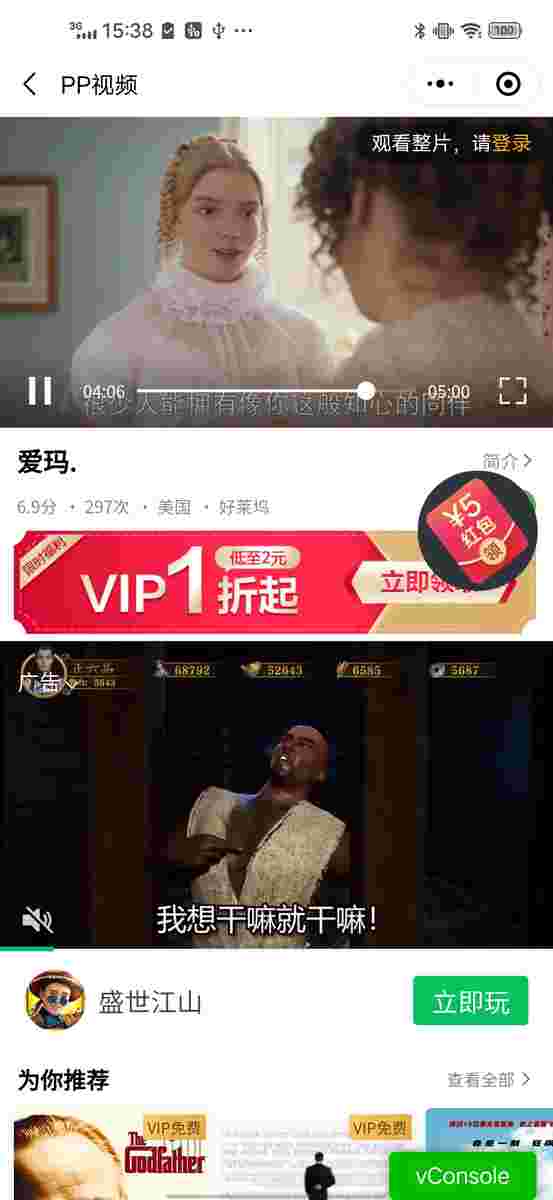 3G 15:38 100
PP视频
观看整片，请登录
04:06 05:00
很少人能拥有像你这般知心的同伴
爱玛.
简介
6.9分 · 297次 · 美国 · 好莱坞
限时福利
VIP1折起
低至2元
立即领
¥5
红包
领
正六品
68792 52643 6585 5687
广告
我想干嘛就干嘛！
盛世江山
立即玩
为你推荐
查看全部
VIP免费
VIP免费
The
Godfather
vConsole